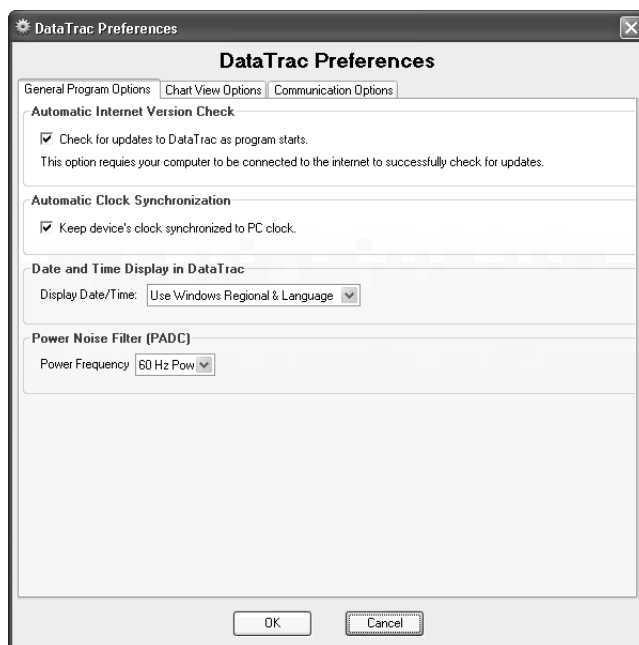 DataTrac Preferences
DataTrac Preferences
General Program Options Chart View Options Communication Options
Automatic Internet Version Check
Check for updates to DataTrac as program starts.
This option requies your computer to be connected to the internet to successfully check for updates.
Automatic Clock Synchronization
Keep device's clock synchronized to PC clock.
Date and Time Display in DataTrac
Display Date/Time: Use Windows Regional & Language
Power Noise Filter (PADC)
Power Frequency 60 Hz Pow
OK Cancel